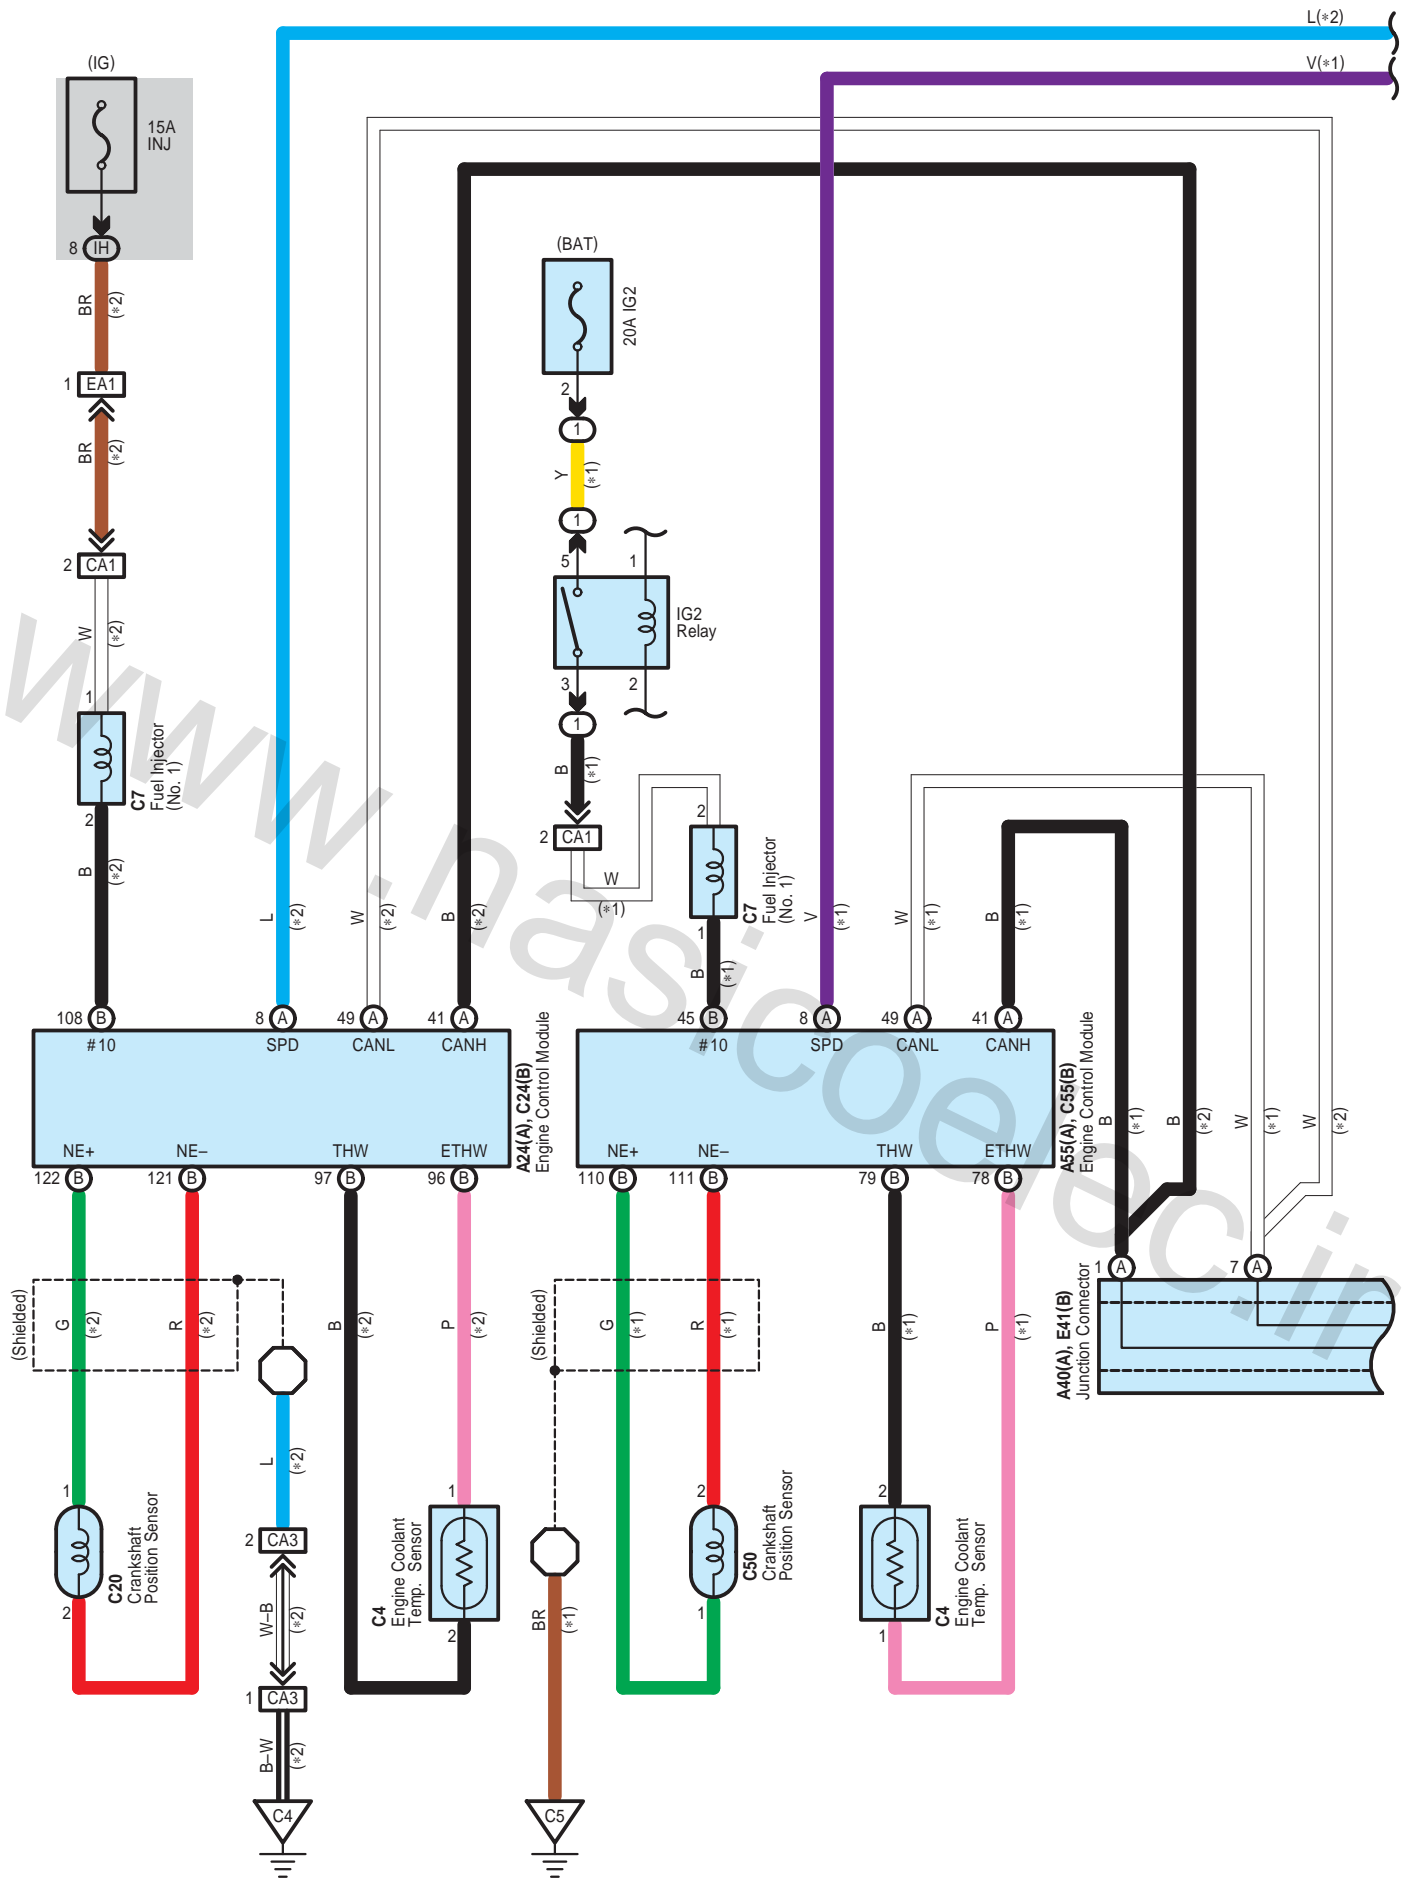 L(*2)
V(*1)
(IG)
15A
INJ
8 IH
BR
(*2)
1 EA1
BR
(*2)
2 CA1
W
(*2)
1
C7
Fuel Injector
(No. 1)
2
B
(*2)
(BAT)
20A IG2
2
1
Y
(*1)
1
5
1
IG2
Relay
3
2
1
B
(*1)
2 CA1
W
(*1)
2
C7
Fuel Injector
(No. 1)
1
B
(*1)
L
(*2)
W
(*2)
B
(*2)
V
(*1)
W
(*1)
B
(*1)
108 B
8 A
49 A
41 A
#10
SPD
CANL
CANH
NE+
NE–
THW
ETHW
A24(A), C24(B)
Engine Control Module
122 B
121 B
97 B
96 B
45 B
8 A
49 A
41 A
#10
SPD
CANL
CANH
NE+
NE–
THW
ETHW
A55(A), C55(B)
Engine Control Module
110 B
111 B
79 B
78 B
B
(*1)
B
(*2)
W
(*1)
W
(*2)
1 A
7 A
A40(A), E41(B)
Junction Connector
(Shielded)
G
(*2)
R
(*2)
B
(*2)
P
(*2)
(Shielded)
G
(*1)
R
(*1)
B
(*1)
P
(*1)
L
(*2)
1
C20
Crankshaft
Position Sensor
2
2 CA3
W–B
(*2)
1 CA3
B–W
(*2)
C4
1
C4
Engine Coolant
Temp. Sensor
2
BR
(*1)
C5
2
C50
Crankshaft
Position Sensor
1
2
C4
Engine Coolant
Temp. Sensor
1
www.nasicoelec.ir